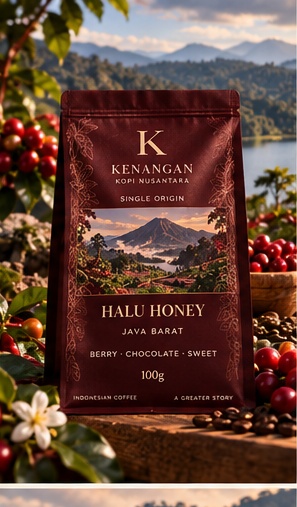 K
KENANGAN
KOPI NUSANTARA
SINGLE ORIGIN
HALU HONEY
JAVA BARAT
BERRY · CHOCOLATE · SWEET
100g
INDONESIAN COFFEE
A GREATER STORY